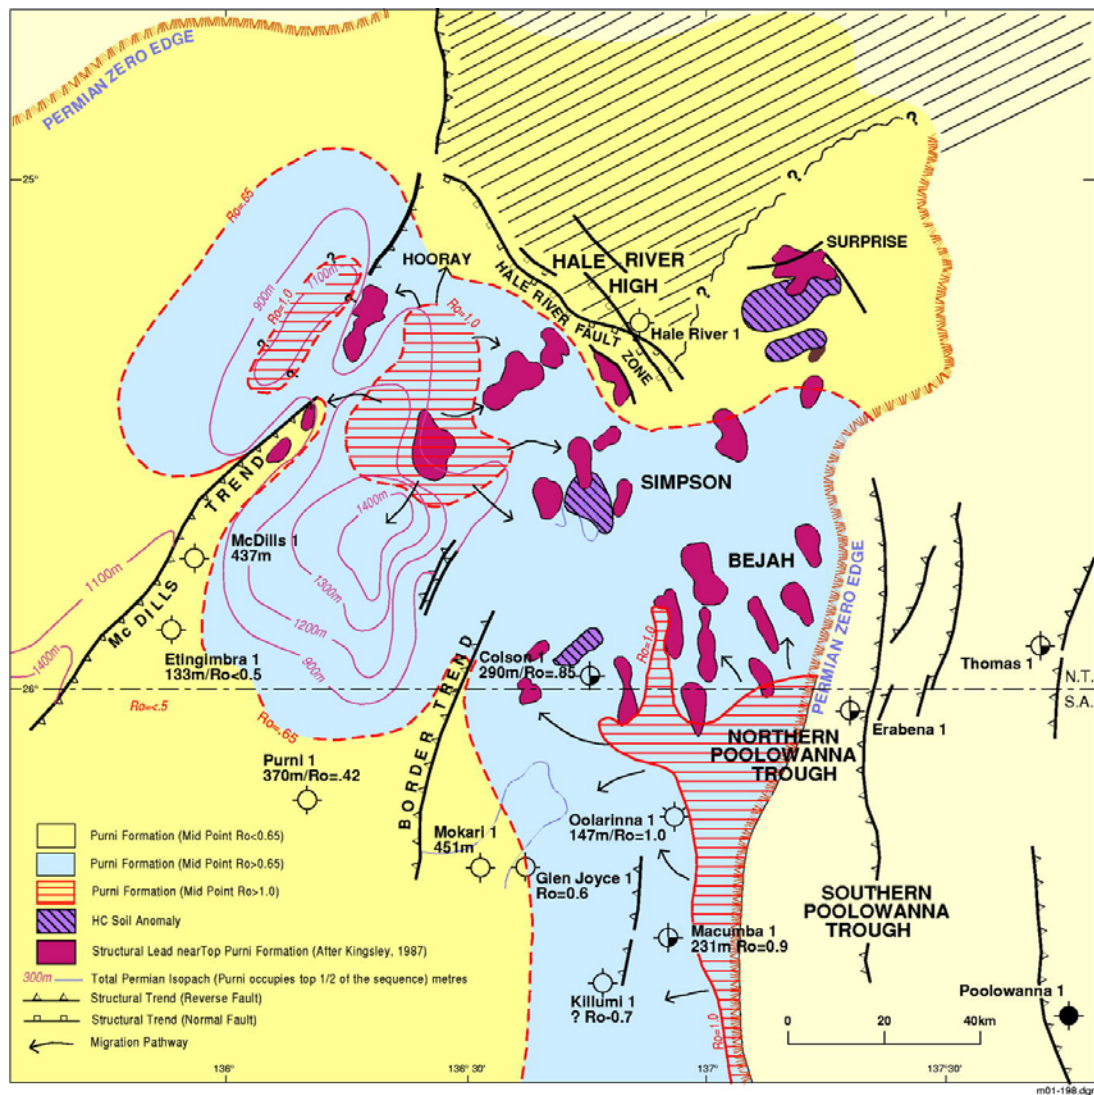 PERMIAN ZERO EDGE
25°
Ro=.65
?
?
HOORAY
900m
1100m
Ro=1.0
?
?
?
?
Ro=1.0
HALE RIVER
HIGH
HALE RIVER FAULT ZONE
Hale River 1
?
?
?
SURPRISE
SIMPSON
BEJAH
1400m
1300m
1200m
900m
McDILLS TREND
McDills 1
437m
1100m
1400m
Etingimbra 1
133m/Ro<0.5
Ro=<.5
Ro=.65
Purni 1
370m/Ro=.42
BORDER TREND
Colson 1
290m/Ro=.85
Ro=1.0
PERMIAN ZERO EDGE
Thomas 1
N.T.
S.A.
26°
Erabena 1
NORTHERN
POOLOWANNA
TROUGH
Oolarinna 1
147m/Ro=1.0
Mokari 1
451m
Glen Joyce 1
Ro=0.6
SOUTHERN
POOLOWANNA
TROUGH
Macumba 1
231m Ro=0.9
Killumi 1
? Ro-0.7
Ro=1.0
Poolowanna 1
Purni Formation (Mid Point Ro<0.65)
Purni Formation (Mid Point Ro>0.65)
Purni Formation (Mid Point Ro>1.0)
HC Soil Anomaly
Structural Lead nearTop Purni Formation (After Kingsley, 1987)
300m Total Permian Isopach (Purni occupies top 1/2 of the sequence) metres
Structural Trend (Reverse Fault)
Structural Trend (Normal Fault)
Migration Pathway
0 20 40km
136° 136°30 137° 137°30
m01-198.dgn